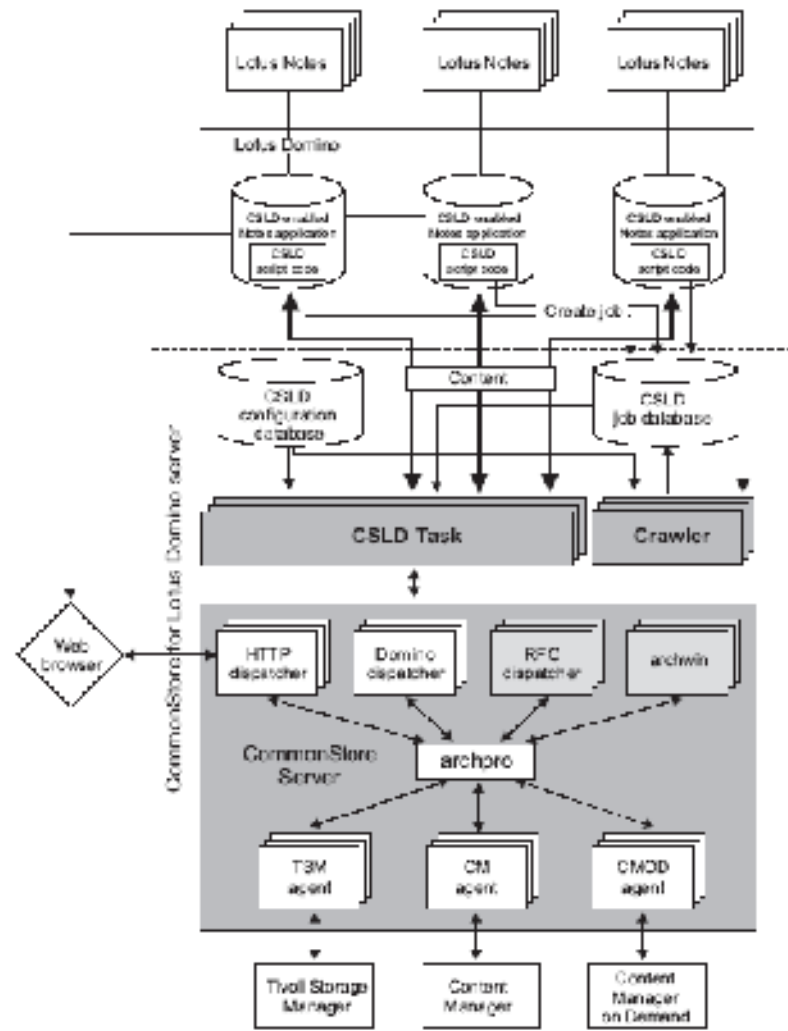 Lotus Notes
Lotus Notes
Lotus Notes
Lotus Domino
CSLD enabled
Notes application
CSLD
script code
CSLD enabled
Notes application
CSLD
script code
CSLD enabled
Notes application
CSLD
script code
Create job
Content
CSLD
configuration
database
CSLD
job database
CommonStore for Lotus Domino server
CSLD Task
Crawler
Web
browser
HTTP
dispatcher
Domino
dispatcher
RFC
dispatcher
archwin
CommonStore
Server
archpro
TSM
agent
CM
agent
CMOD
agent
Tivoli Storage
Manager
Content
Manager
Content
Manager
on Demand